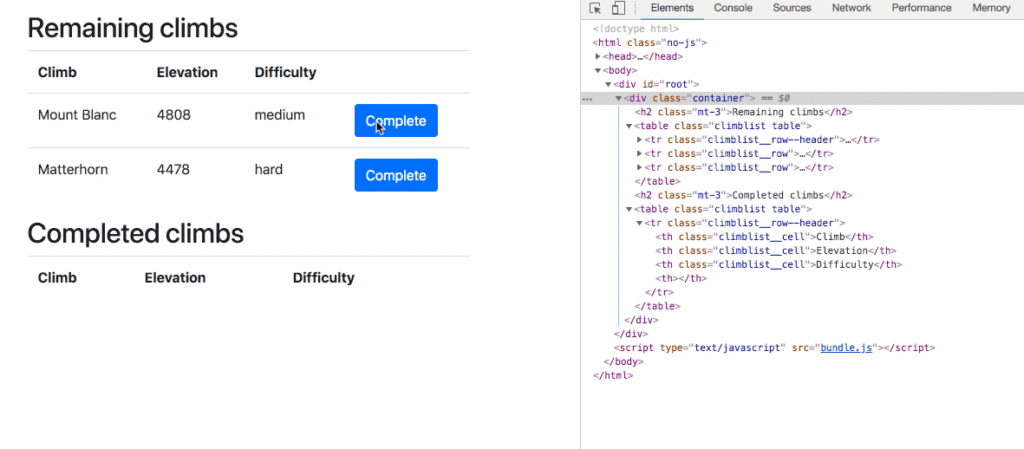 Remaining climbs
Climb Elevation Difficulty
Mount Blanc 4808 medium Complete
Matterhorn 4478 hard Complete
Completed climbs
Climb Elevation Difficulty
Elements Console Sources Network Performance Memory
<!doctype html>
<html class="no-js">
<head>…</head>
<body>
<div id="root">
… <div class="container"> == $0
<h2 class="mt-3">Remaining climbs</h2>
<table class="climblist table">
<tr class="climblist__row--header">…</tr>
<tr class="climblist__row">…</tr>
<tr class="climblist__row">…</tr>
</table>
<h2 class="mt-3">Completed climbs</h2>
<table class="climblist table">
<tr class="climblist__row--header">
<th class="climblist__cell">Climb</th>
<th class="climblist__cell">Elevation</th>
<th class="climblist__cell">Difficulty</th>
<th></th>
</tr>
</table>
</div>
</div>
<script type="text/javascript" src="bundle.js"></script>
</body>
</html>